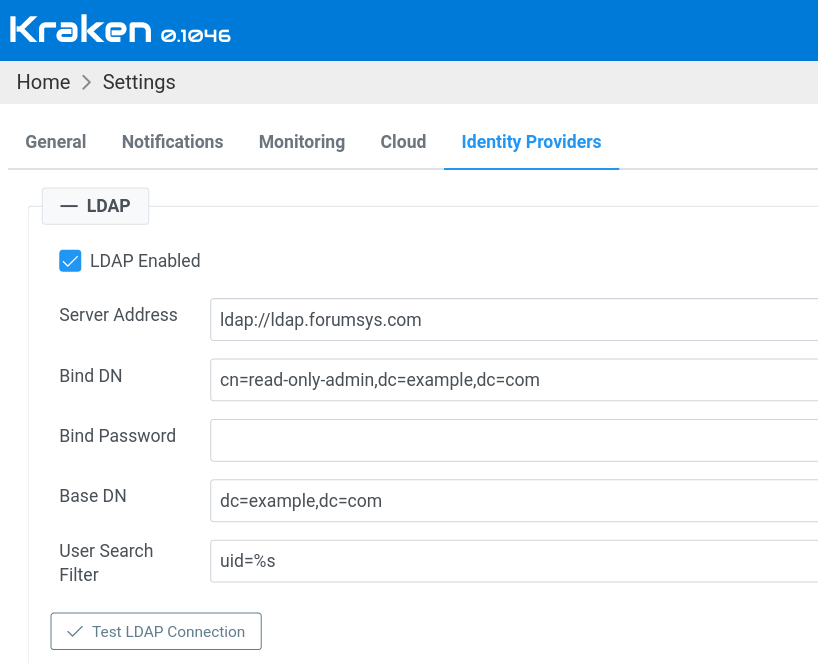 Kraken 0.1046
Home > Settings
General Notifications Monitoring Cloud Identity Providers
— LDAP
LDAP Enabled
Server Address ldap://ldap.forumsys.com
Bind DN cn=read-only-admin,dc=example,dc=com
Bind Password
Base DN dc=example,dc=com
User Search
Filter uid=%s
Test LDAP Connection